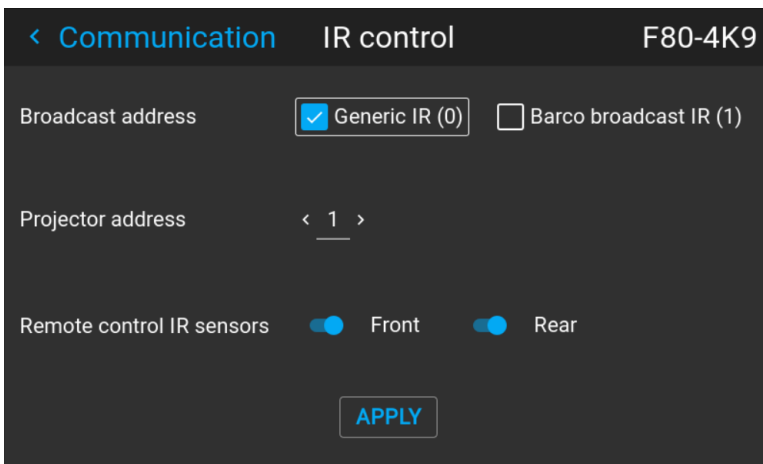 Communication IR control F80-4K9
Broadcast address Generic IR (0) Barco broadcast IR (1)
Projector address 1
Remote control IR sensors Front Rear
APPLY